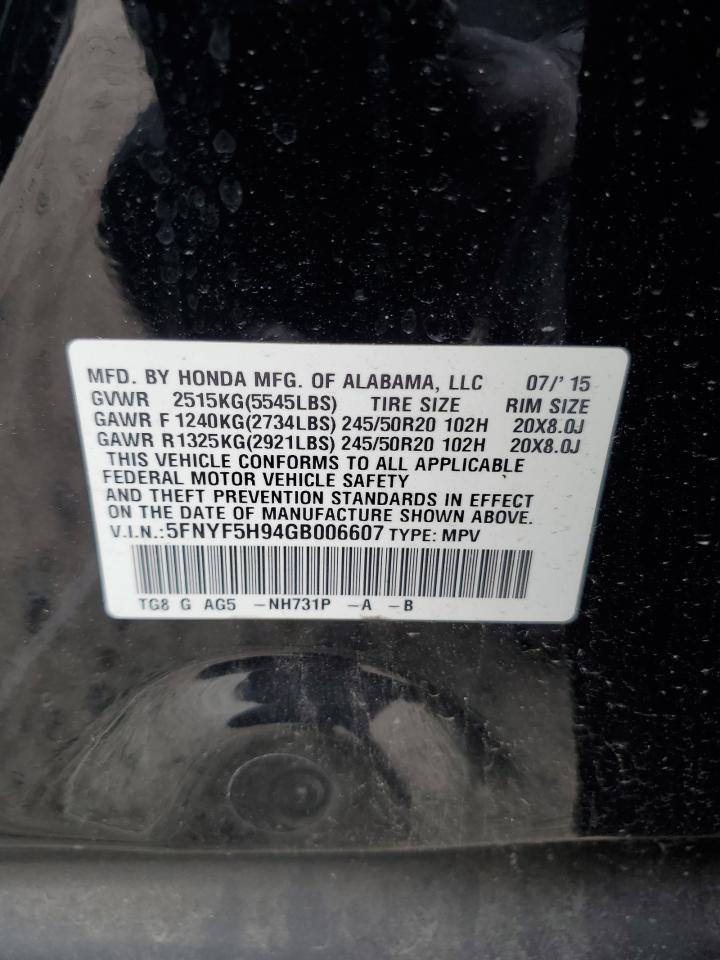 MFD. BY HONDA MFG. OF ALABAMA, LLC 07/'15
GVWR 2515KG(5545LBS) TIRE SIZE RIM SIZE
GAWR F 1240KG(2734LBS) 245/50R20 102H 20X8.0J
GAWR R1325KG(2921LBS) 245/50R20 102H 20X8.0J
THIS VEHICLE CONFORMS TO ALL APPLICABLE
FEDERAL MOTOR VEHICLE SAFETY
AND THEFT PREVENTION STANDARDS IN EFFECT
ON THE DATE OF MANUFACTURE SHOWN ABOVE.
V.I.N.:5FNYF5H94GB006607 TYPE: MPV
TG8 G AG5 –NH731P –A –B